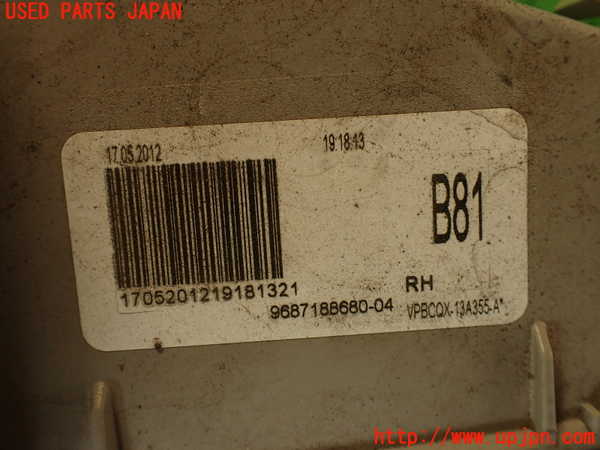 USED PARTS JAPAN
17.05.2012 19.18.13
B81
1705201219181321
RH
9687188680-04 VPBCQX-13A355-A*
http://www.upjpn.com